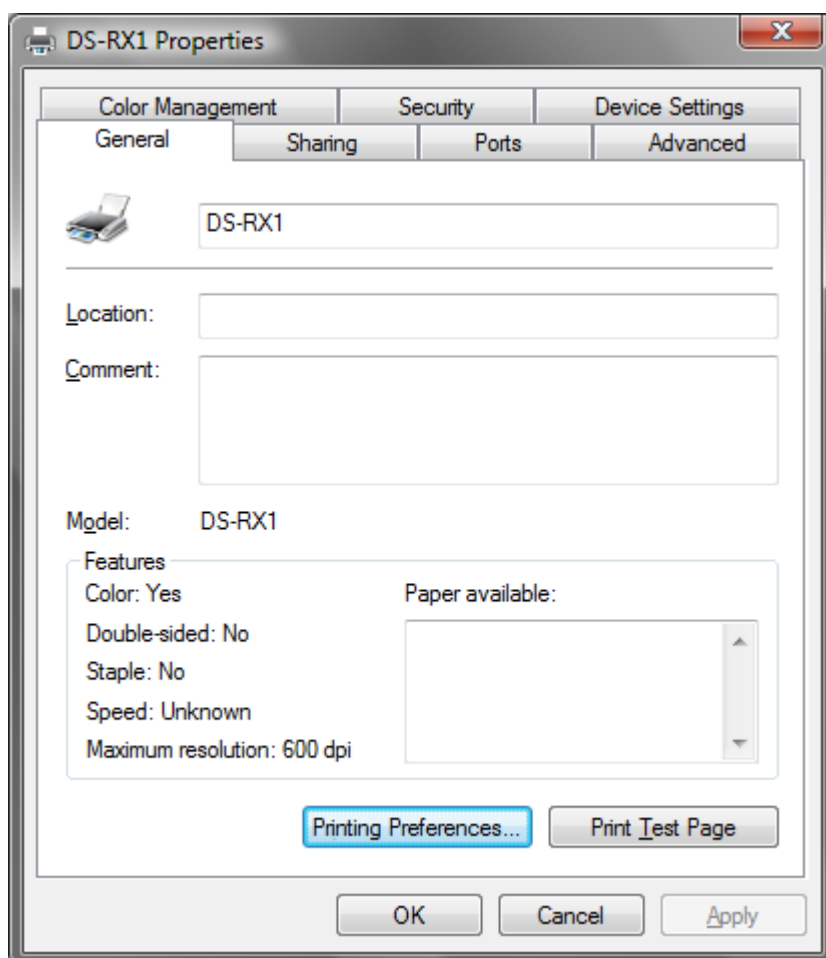 DS-RX1 Properties
Color Management Security Device Settings
General Sharing Ports Advanced
DS-RX1
Location:
Comment:
Model: DS-RX1
Features
Color: Yes Paper available:
Double-sided: No
Staple: No
Speed: Unknown
Maximum resolution: 600 dpi
Printing Preferences... Print Test Page
OK Cancel Apply